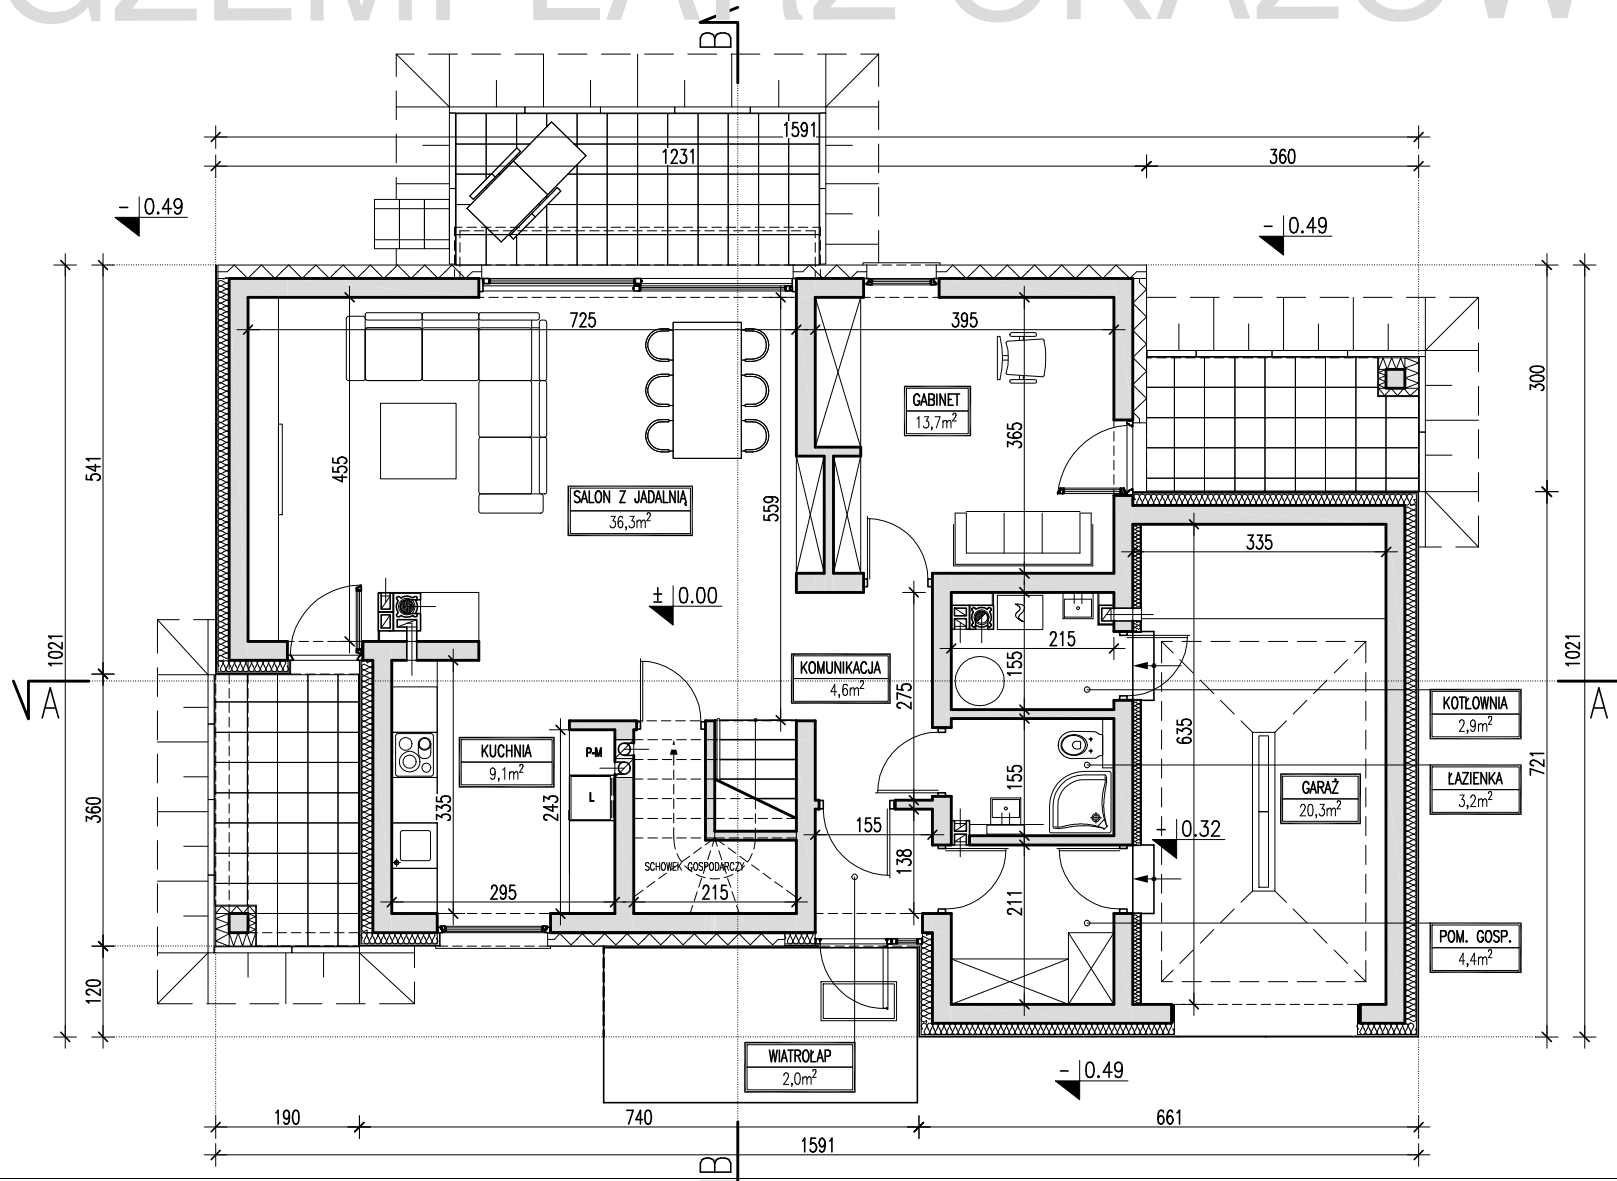 B
1591
1231
360
- 0.49
- 0.49
725
395
GABINET
13,7m²
300
541
455
365
559
SALON Z JADALNIĄ
36,3m²
335
± 0.00
1021
1021
215
155
KOMUNIKACJA
4,6m²
275
A
A
KOTŁOWNIA
2,9m²
635
721
KUCHNIA
9,1m²
P-M
L
335
243
155
GARAŻ
20,3m²
ŁAZIENKA
3,2m²
360
155
- 0.32
138
SCHOWEK GOSPODARCZY
295
215
211
POM. GOSP.
4,4m²
120
WIATROŁAP
2,0m²
- 0.49
190
740
661
1591
B